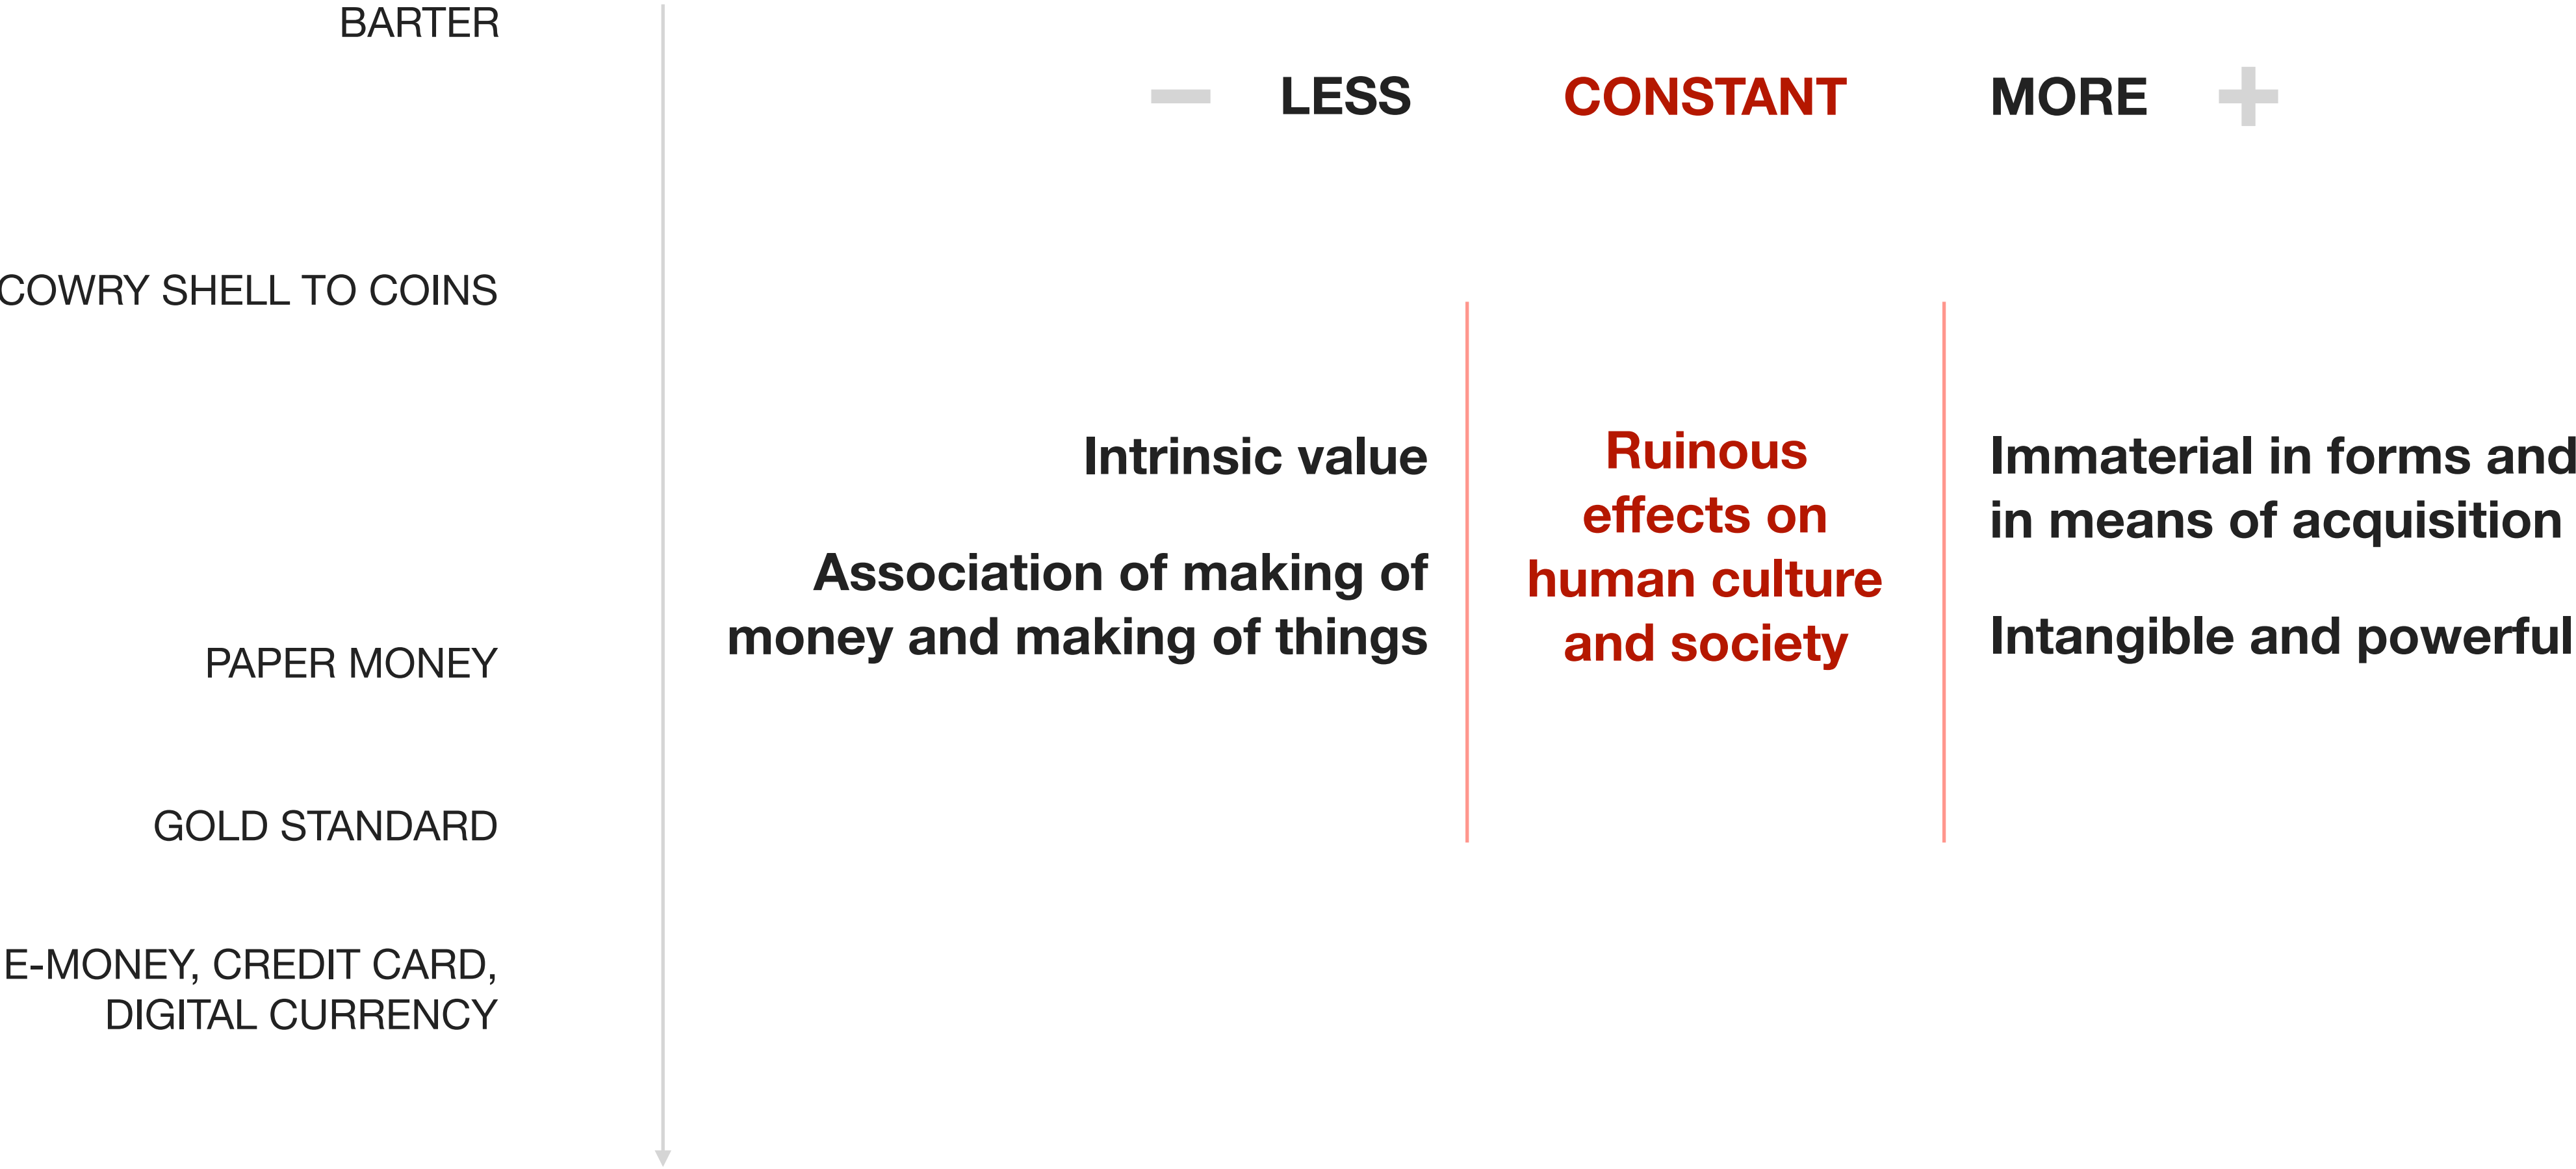 BARTER
COWRY SHELL TO COINS
PAPER MONEY
GOLD STANDARD
E-MONEY, CREDIT CARD,
DIGITAL CURRENCY
− LESS
CONSTANT
MORE +
Intrinsic value
Association of making of
money and making of things
Ruinous
effects on
human culture
and society
Immaterial in forms and
in means of acquisition
Intangible and powerful